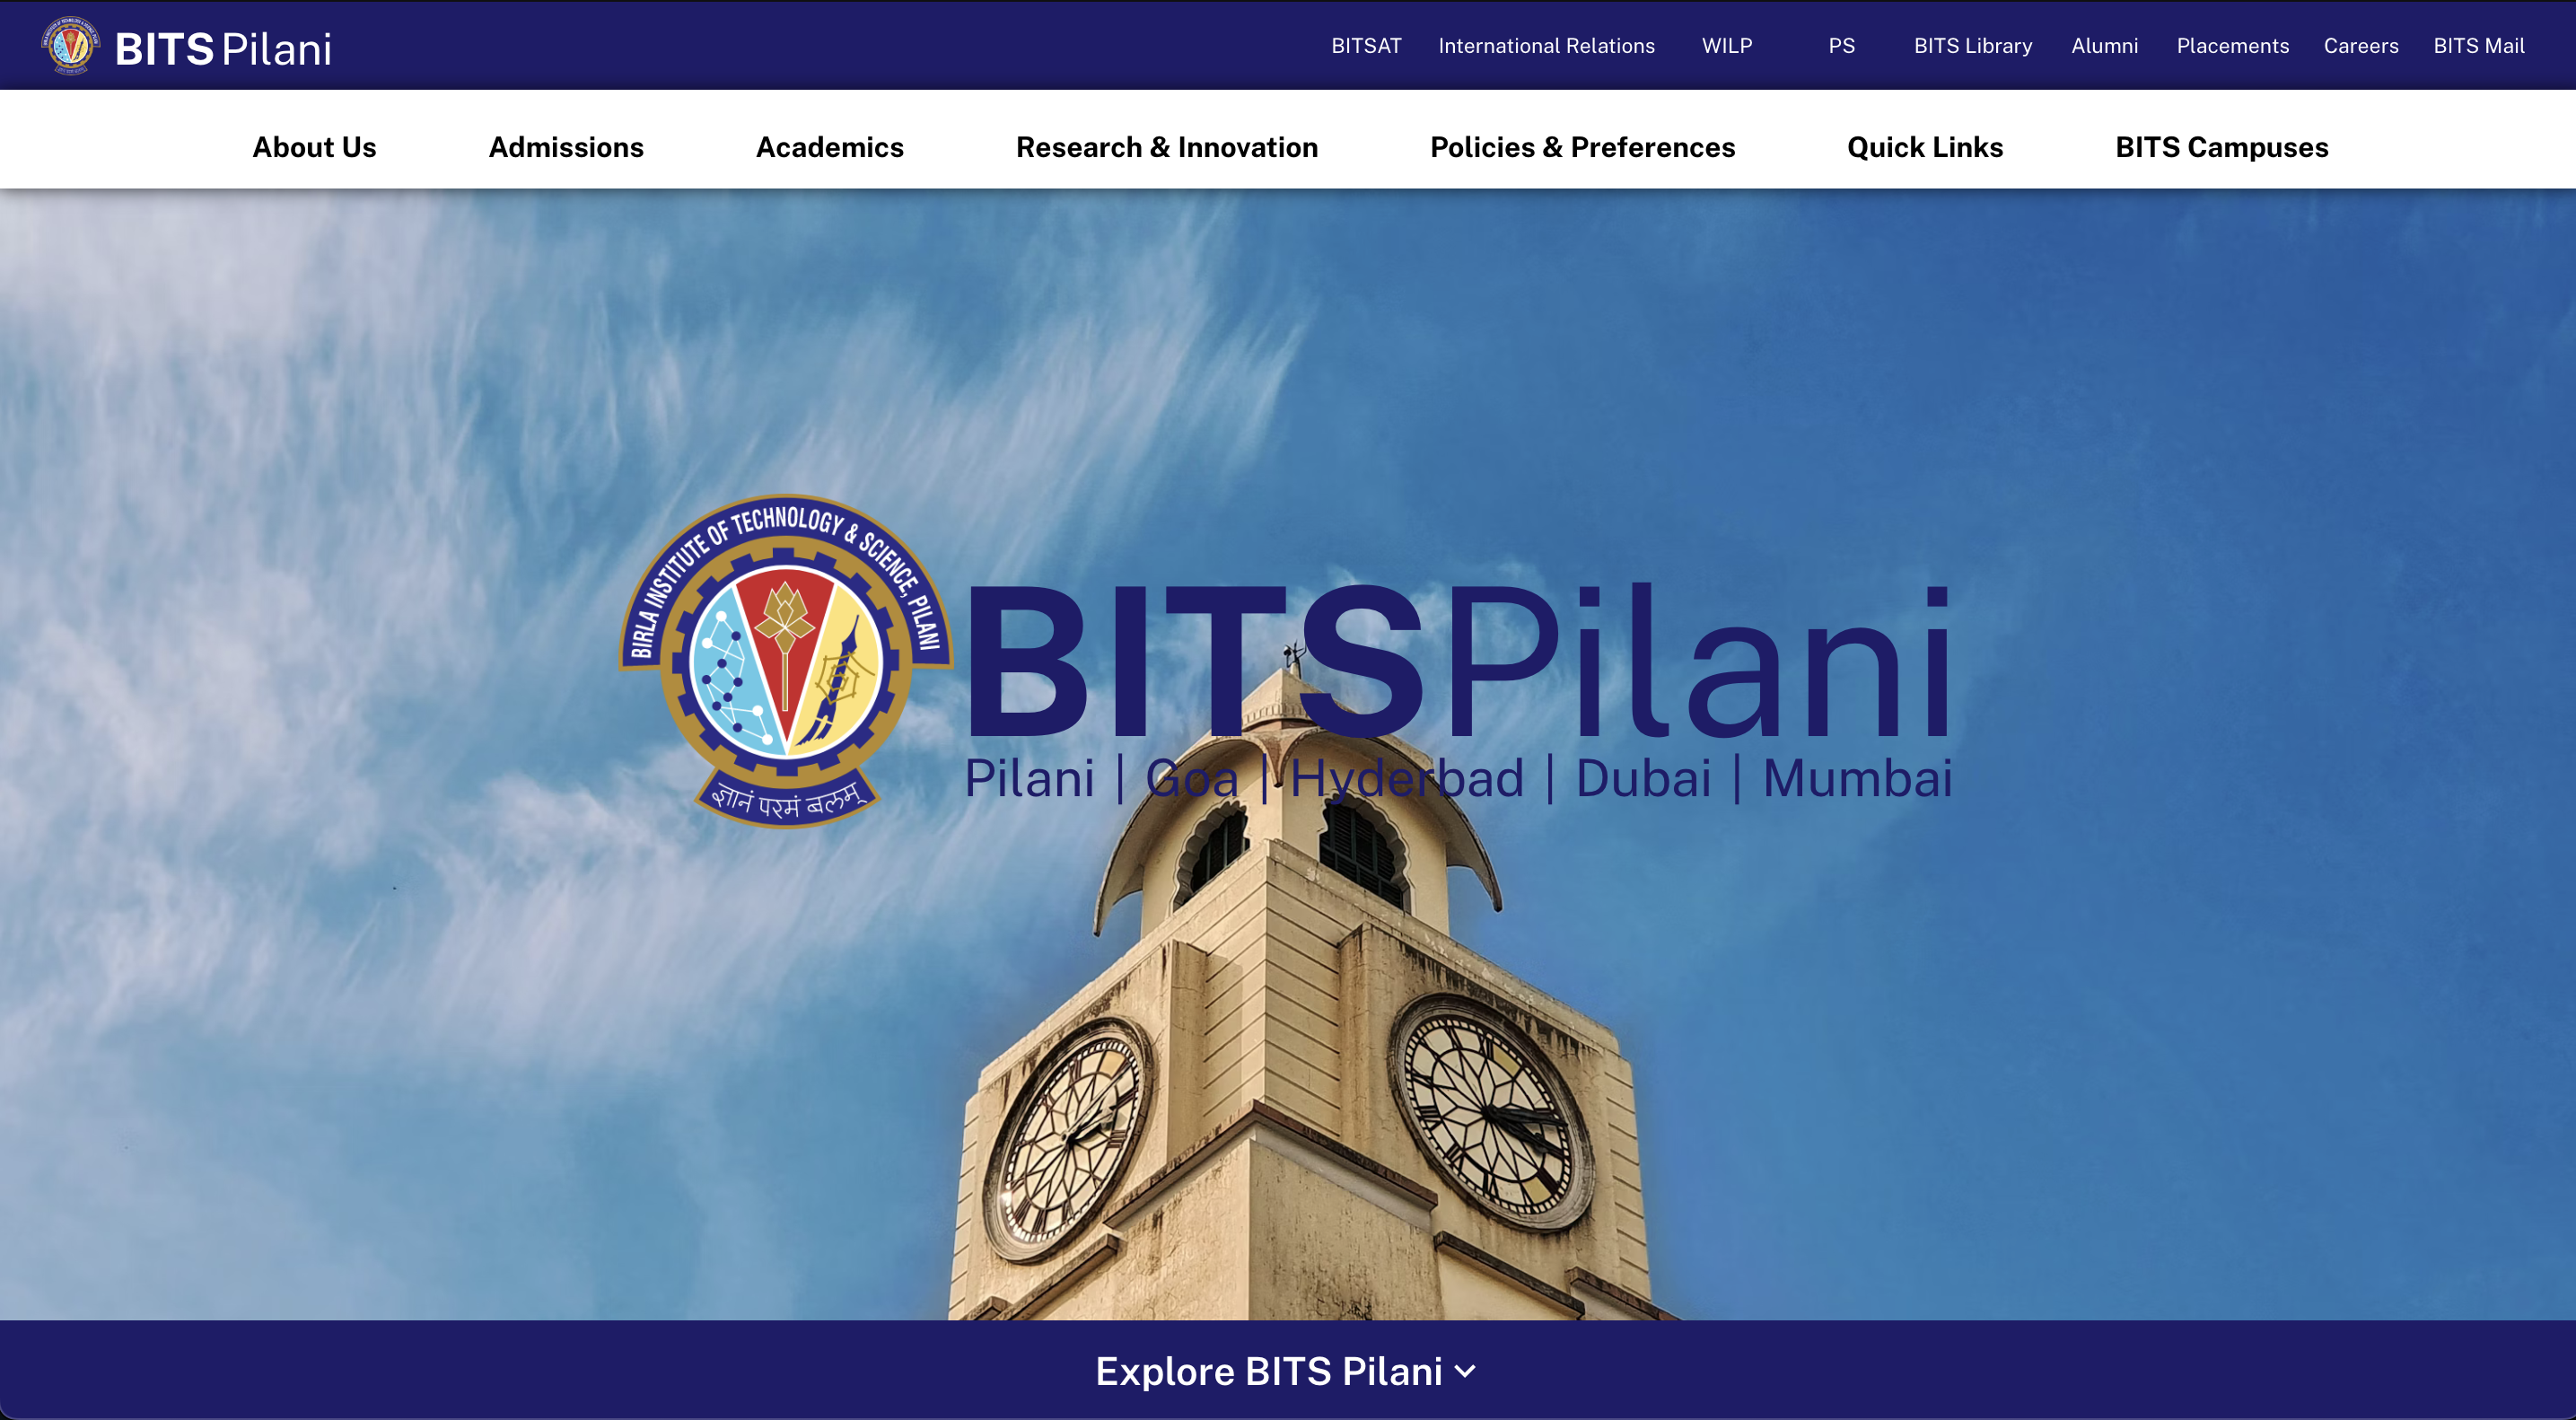 BITS Pilani
BITSAT International Relations WILP PS BITS Library Alumni Placements Careers BITS Mail
About Us Admissions Academics Research & Innovation Policies & Preferences Quick Links BITS Campuses
BIRLA INSTITUTE OF TECHNOLOGY & SCIENCE, PILANI
ज्ञानं परमं बलम्
BITSPilani
Pilani | Goa | Hyderbad | Dubai | Mumbai
Explore BITS Pilani